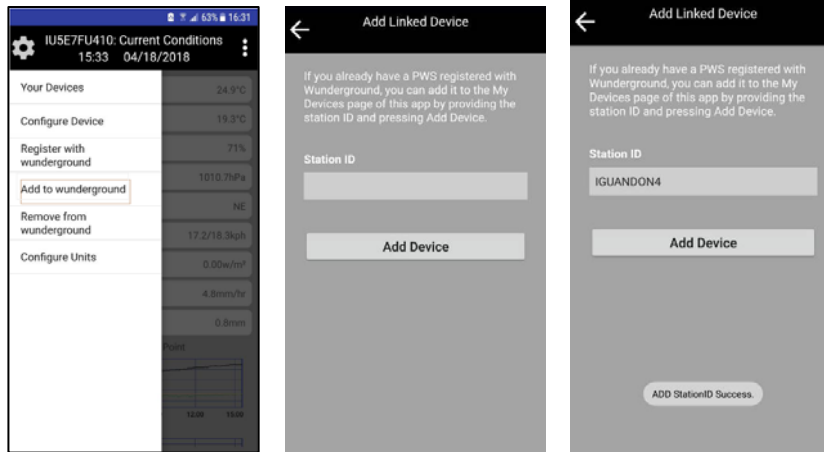 63% 16:31
IU5E7FU410: Current Conditions
15:33 04/18/2018
Your Devices
Configure Device
Register with
wunderground
Add to wunderground
Remove from
wunderground
Configure Units
24.9°C
19.3°C
71%
1010.7hPa
NE
17.2/18.3kph
0.00w/m²
4.8mm/hr
0.8mm
Point
12:00 15:00
Add Linked Device
If you already have a PWS registered with
Wunderground, you can add it to the My
Devices page of this app by providing the
station ID and pressing Add Device.
Station ID
Add Device
Add Linked Device
If you already have a PWS registered with
Wunderground, you can add it to the My
Devices page of this app by providing the
station ID and pressing Add Device.
Station ID
IGUANDON4
Add Device
ADD StationID Success.